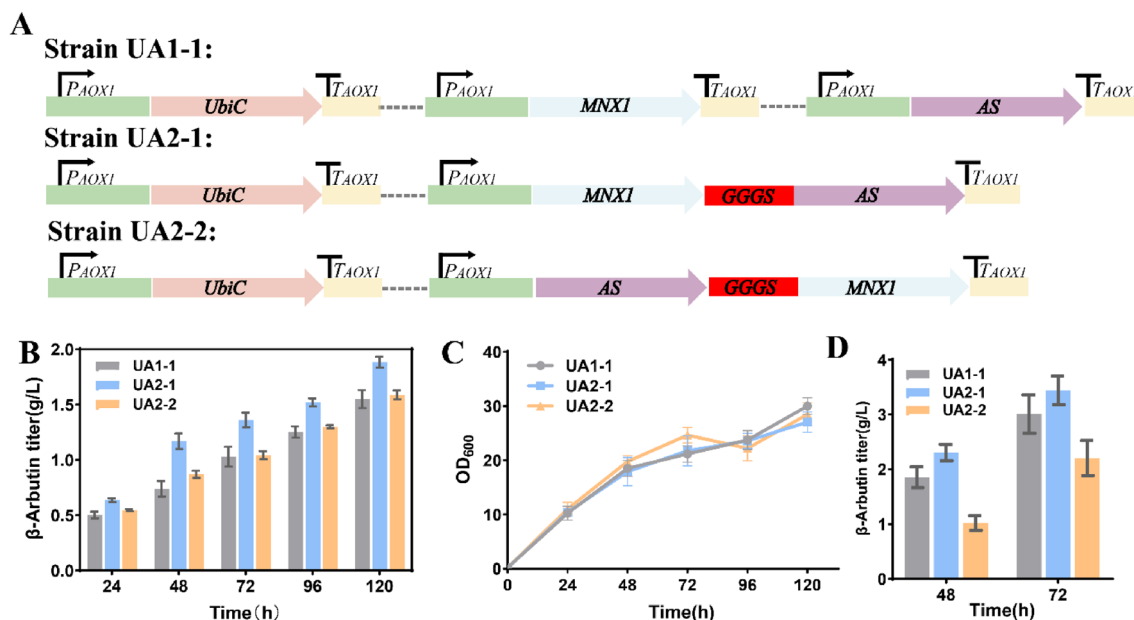 A
Strain UA1-1:
PAOX1 UbiC TAOX1 PAOX1 MNX1 TAOX1 PAOX1 AS TAOX1
Strain UA2-1:
PAOX1 UbiC TAOX1 PAOX1 MNX1 GGGS AS TAOX1
Strain UA2-2:
PAOX1 UbiC TAOX1 PAOX1 AS GGGS MNX1 TAOX1
B
β-Arbutin titer(g/L)
2.0
1.5
1.0
0.5
0.0
UA1-1
UA2-1
UA2-2
24 48 72 96 120
Time(h)
C
OD600
40
30
20
10
0
UA1-1
UA2-1
UA2-2
0 24 48 72 96 120
Time(h)
D
β-Arbutin titer(g/L)
4
3
2
1
0
UA1-1
UA2-1
UA2-2
48 72
Time(h)